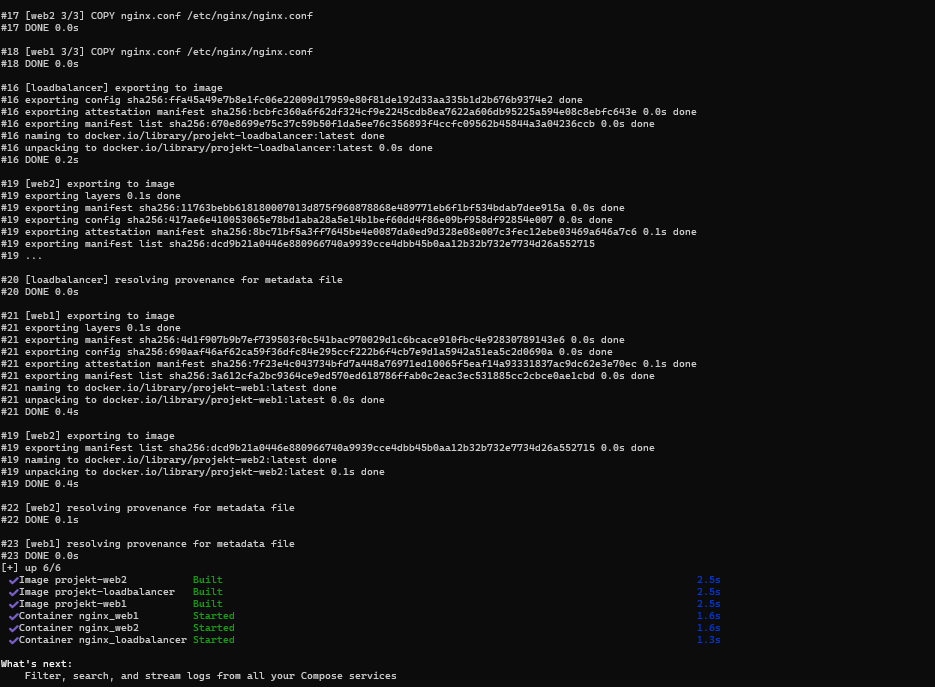 #17 [web2 3/3] COPY nginx.conf /etc/nginx/nginx.conf
#17 DONE 0.0s
#18 [web1 3/3] COPY nginx.conf /etc/nginx/nginx.conf
#18 DONE 0.0s
#16 [loadbalancer] exporting to image
#16 exporting config sha256:ffa45a49e7b8e1fc06e22009d17959e80f81de192d33aa335b1d2b676b9374e2 done
#16 exporting attestation manifest sha256:bcbfc360a6f62df324cf9e2245cdb8ea7622a606db95225a594e08c8ebfc643e 0.0s done
#16 exporting manifest list sha256:670e8699e75c37c59b50f1da5ee76c356893f4ccfc09562b45844a3a04236ccb 0.0s done
#16 naming to docker.io/library/projekt-loadbalancer:latest done
#16 unpacking to docker.io/library/projekt-loadbalancer:latest 0.0s done
#16 DONE 0.2s
#19 [web2] exporting to image
#19 exporting layers 0.1s done
#19 exporting manifest sha256:11763bebb618180007013d875f960878868e489771eb6f1bf534bdab7dee915a 0.0s done
#19 exporting config sha256:417ae6e410053065e78bd1aba28a5e14b1bef60dd4f86e09bf958df92854e007 0.0s done
#19 exporting attestation manifest sha256:8bc71bf5a3ff7645be4e0087da0ed9d328e08e007c3fec12ebe03469a646a7c6 0.1s done
#19 exporting manifest list sha256:dcd9b21a0446e880966740a9939cce4dbb45b0aa12b32b732e7734d26a552715
#19 ...
#20 [loadbalancer] resolving provenance for metadata file
#20 DONE 0.0s
#21 [web1] exporting to image
#21 exporting layers 0.1s done
#21 exporting manifest sha256:4d1f907b9b7ef739503f0c541bac970029d1c6bcace910fbc4e92830789143e6 0.0s done
#21 exporting config sha256:690aaf46af62ca59f36dfc84e295ccf222b6f4cb7e9d1a5942a51ea5c2d0690a 0.0s done
#21 exporting attestation manifest sha256:7f23e4c043734bfd7a448a76971ed10065f5eaf14a93331837ac9dc62e3e70ec 0.1s done
#21 exporting manifest list sha256:3a612cfa2bc9364ce9ed570ed618786ffab0c2eac3ec531885cc2cbce0ae1cbd 0.0s done
#21 naming to docker.io/library/projekt-web1:latest done
#21 unpacking to docker.io/library/projekt-web1:latest 0.0s done
#21 DONE 0.4s
#19 [web2] exporting to image
#19 exporting manifest list sha256:dcd9b21a0446e880966740a9939cce4dbb45b0aa12b32b732e7734d26a552715 0.0s done
#19 naming to docker.io/library/projekt-web2:latest done
#19 unpacking to docker.io/library/projekt-web2:latest 0.1s done
#19 DONE 0.4s
#22 [web2] resolving provenance for metadata file
#22 DONE 0.1s
#23 [web1] resolving provenance for metadata file
#23 DONE 0.0s
[+] up 6/6
✔Image projekt-web2 Built 2.5s
✔Image projekt-loadbalancer Built 2.5s
✔Image projekt-web1 Built 2.5s
✔Container nginx_web1 Started 1.6s
✔Container nginx_web2 Started 1.6s
✔Container nginx_loadbalancer Started 1.3s
What's next:
Filter, search, and stream logs from all your Compose services